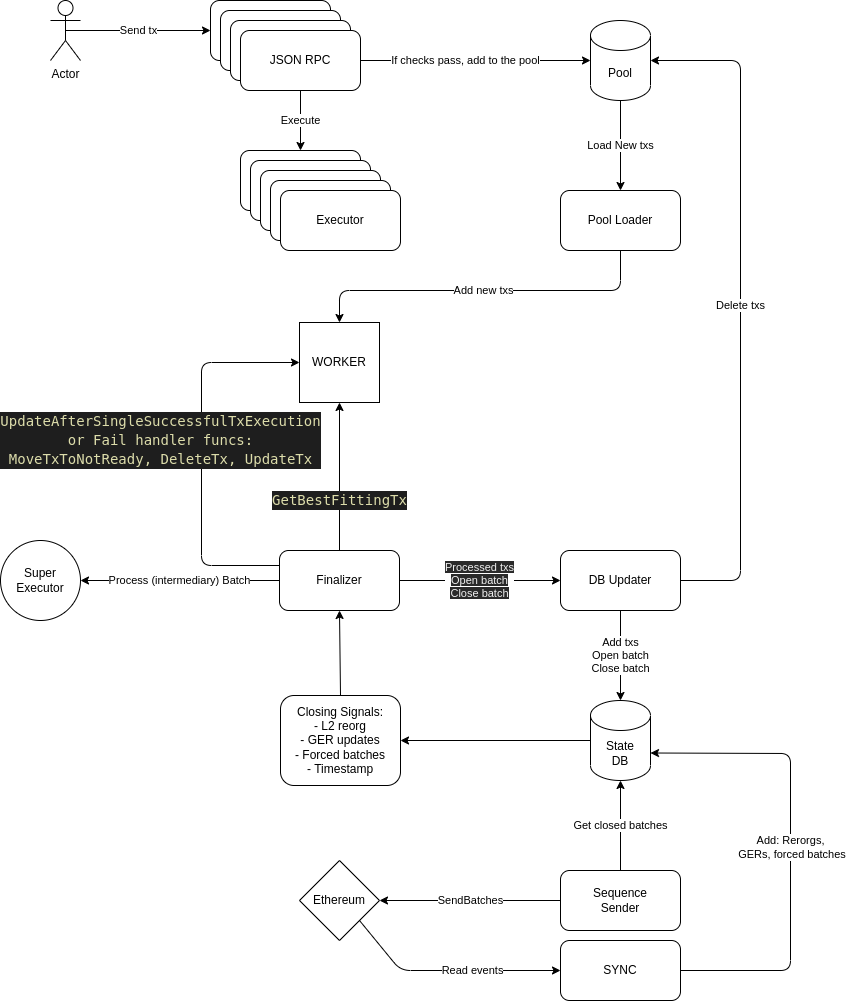 Send tx
Actor
JSON RPC
If checks pass, add to the pool
Pool
Execute
Load New txs
Executor
Pool Loader
Add new txs
Delete txs
WORKER
UpdateAfterSingleSuccessfulTxExecution
or Fail handler funcs:
MoveTxToNotReady, DeleteTx, UpdateTx
GetBestFittingTx
Super
Executor
Process (intermediary) Batch
Finalizer
Processed txs
Open batch
Close batch
DB Updater
Add txs
Open batch
Close batch
Closing Signals:
- L2 reorg
- GER updates
- Forced batches
- Timestamp
State
DB
Get closed batches
Add: Rerorgs,
GERs, forced batches
Ethereum
SendBatches
Sequence
Sender
Read events
SYNC